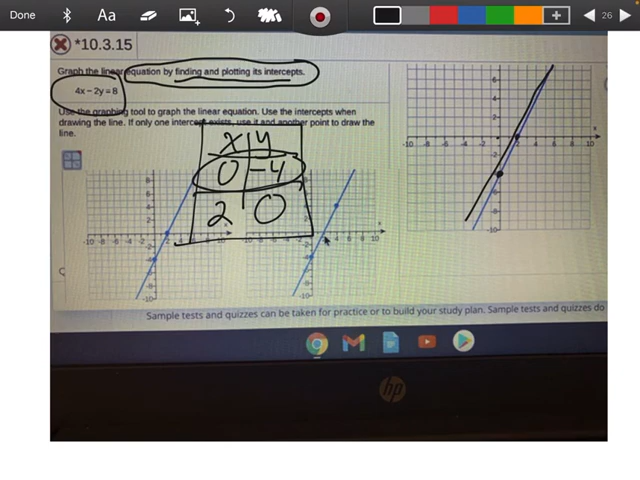 Done
Aa
26
*10.3.15
Graph the linear equation by finding and plotting its intercepts.
4x − 2y = 8
Use the graphing tool to graph the linear equation. Use the intercepts when
drawing the line. If only one intercept exists, use it and another point to draw the
line.
x y
0 -4
2 0
Sample tests and quizzes can be taken for practice or to build your study plan. Sample tests and quizzes do
hp